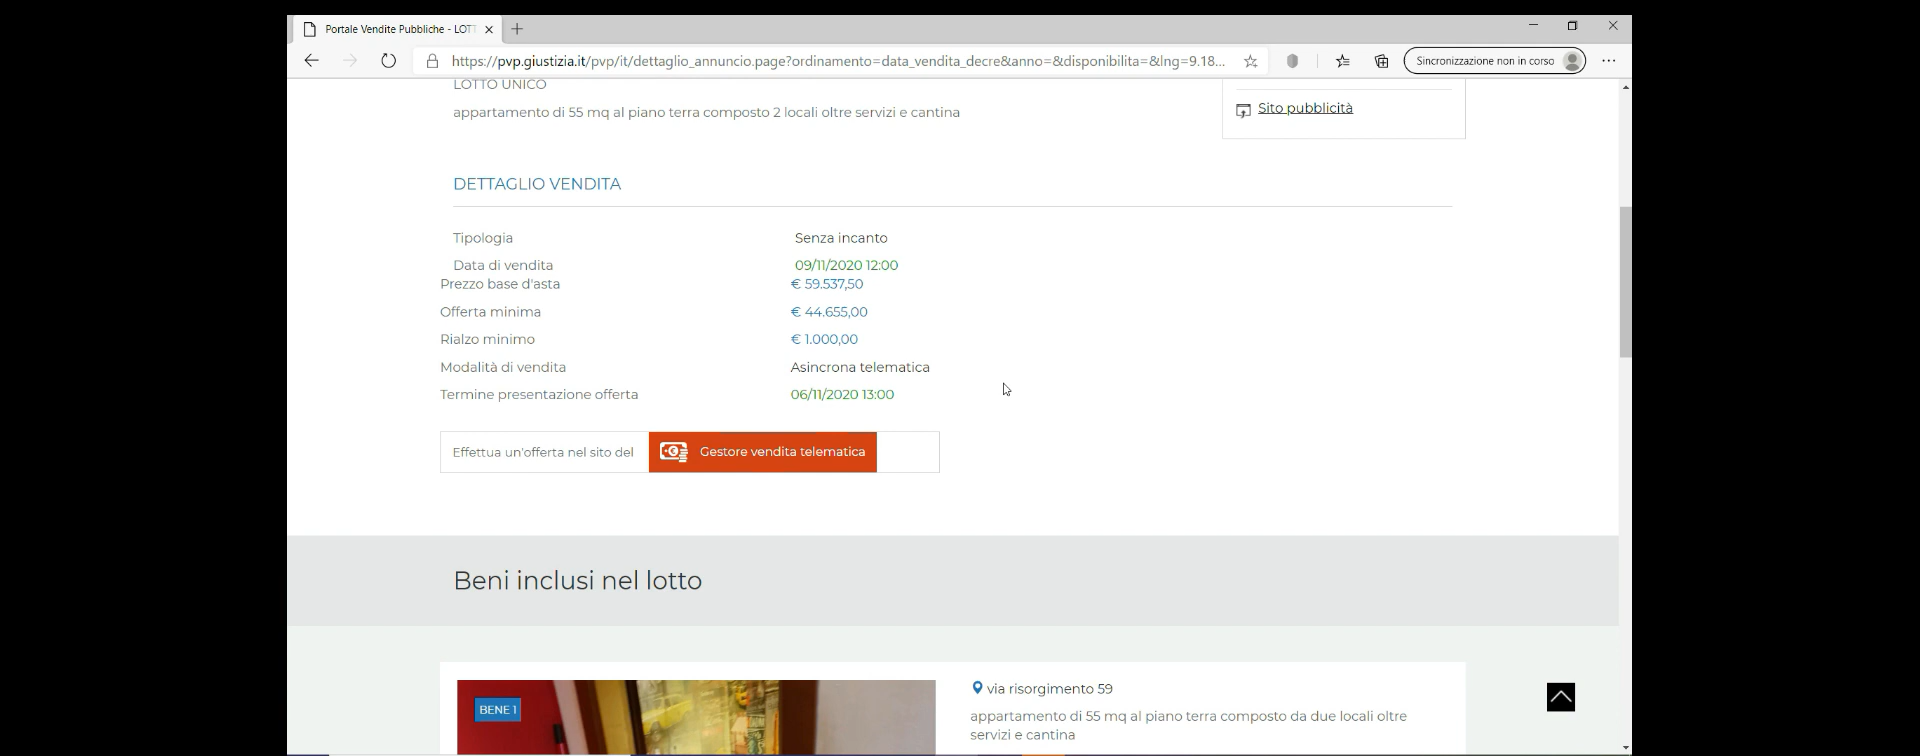 Portale Vendite Pubbliche - LOT
https://pvp.giustizia.it/pvp/it/dettaglio_annuncio.page?ordinamento=data_vendita_decre&anno=&disponibilita=&lng=9.18...
Sincronizzazione non in corso
LOTTO UNICO
appartamento di 55 mq al piano terra composto 2 locali oltre servizi e cantina
Sito pubblicità
DETTAGLIO VENDITA
Tipologia Senza incanto
Data di vendita 09/11/2020 12:00
Prezzo base d'asta € 59.537,50
Offerta minima € 44.655,00
Rialzo minimo € 1.000,00
Modalità di vendita Asincrona telematica
Termine presentazione offerta 06/11/2020 13:00
Effettua un'offerta nel sito del Gestore vendita telematica
Beni inclusi nel lotto
BENE 1
via risorgimento 59
appartamento di 55 mq al piano terra composto da due locali oltre
servizi e cantina